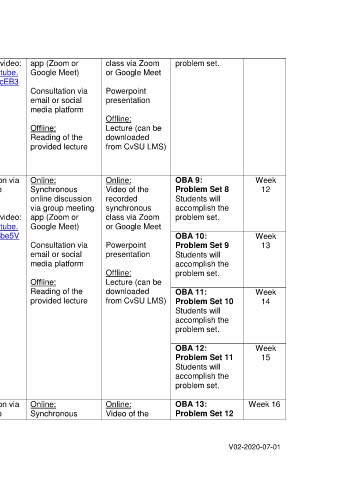 video:
tube.
cEB3
app (Zoom or
Google Meet)
Consultation via
email or social
media platform
Offline:
Reading of the
provided lecture
class via Zoom
or Google Meet
Powerpoint
presentation
Offline:
Lecture (can be
downloaded
from CvSU LMS)
problem set.
on via
e
video:
tube.
be5V
Online:
Synchronous
online discussion
via group meeting
app (Zoom or
Google Meet)
Consultation via
email or social
media platform
Offline:
Reading of the
provided lecture
Online:
Video of the
recorded
synchronous
class via Zoom
or Google Meet
Powerpoint
presentation
Offline:
Lecture (can be
downloaded
from CvSU LMS)
OBA 9:
Problem Set 8
Students will
accomplish the
problem set.
Week
12
OBA 10:
Problem Set 9
Students will
accomplish the
problem set.
Week
13
OBA 11:
Problem Set 10
Students will
accomplish the
problem set.
Week
14
OBA 12:
Problem Set 11
Students will
accomplish the
problem set.
Week
15
on via
e
Online:
Synchronous
Online:
Video of the
OBA 13:
Problem Set 12
Week 16
V02-2020-07-01